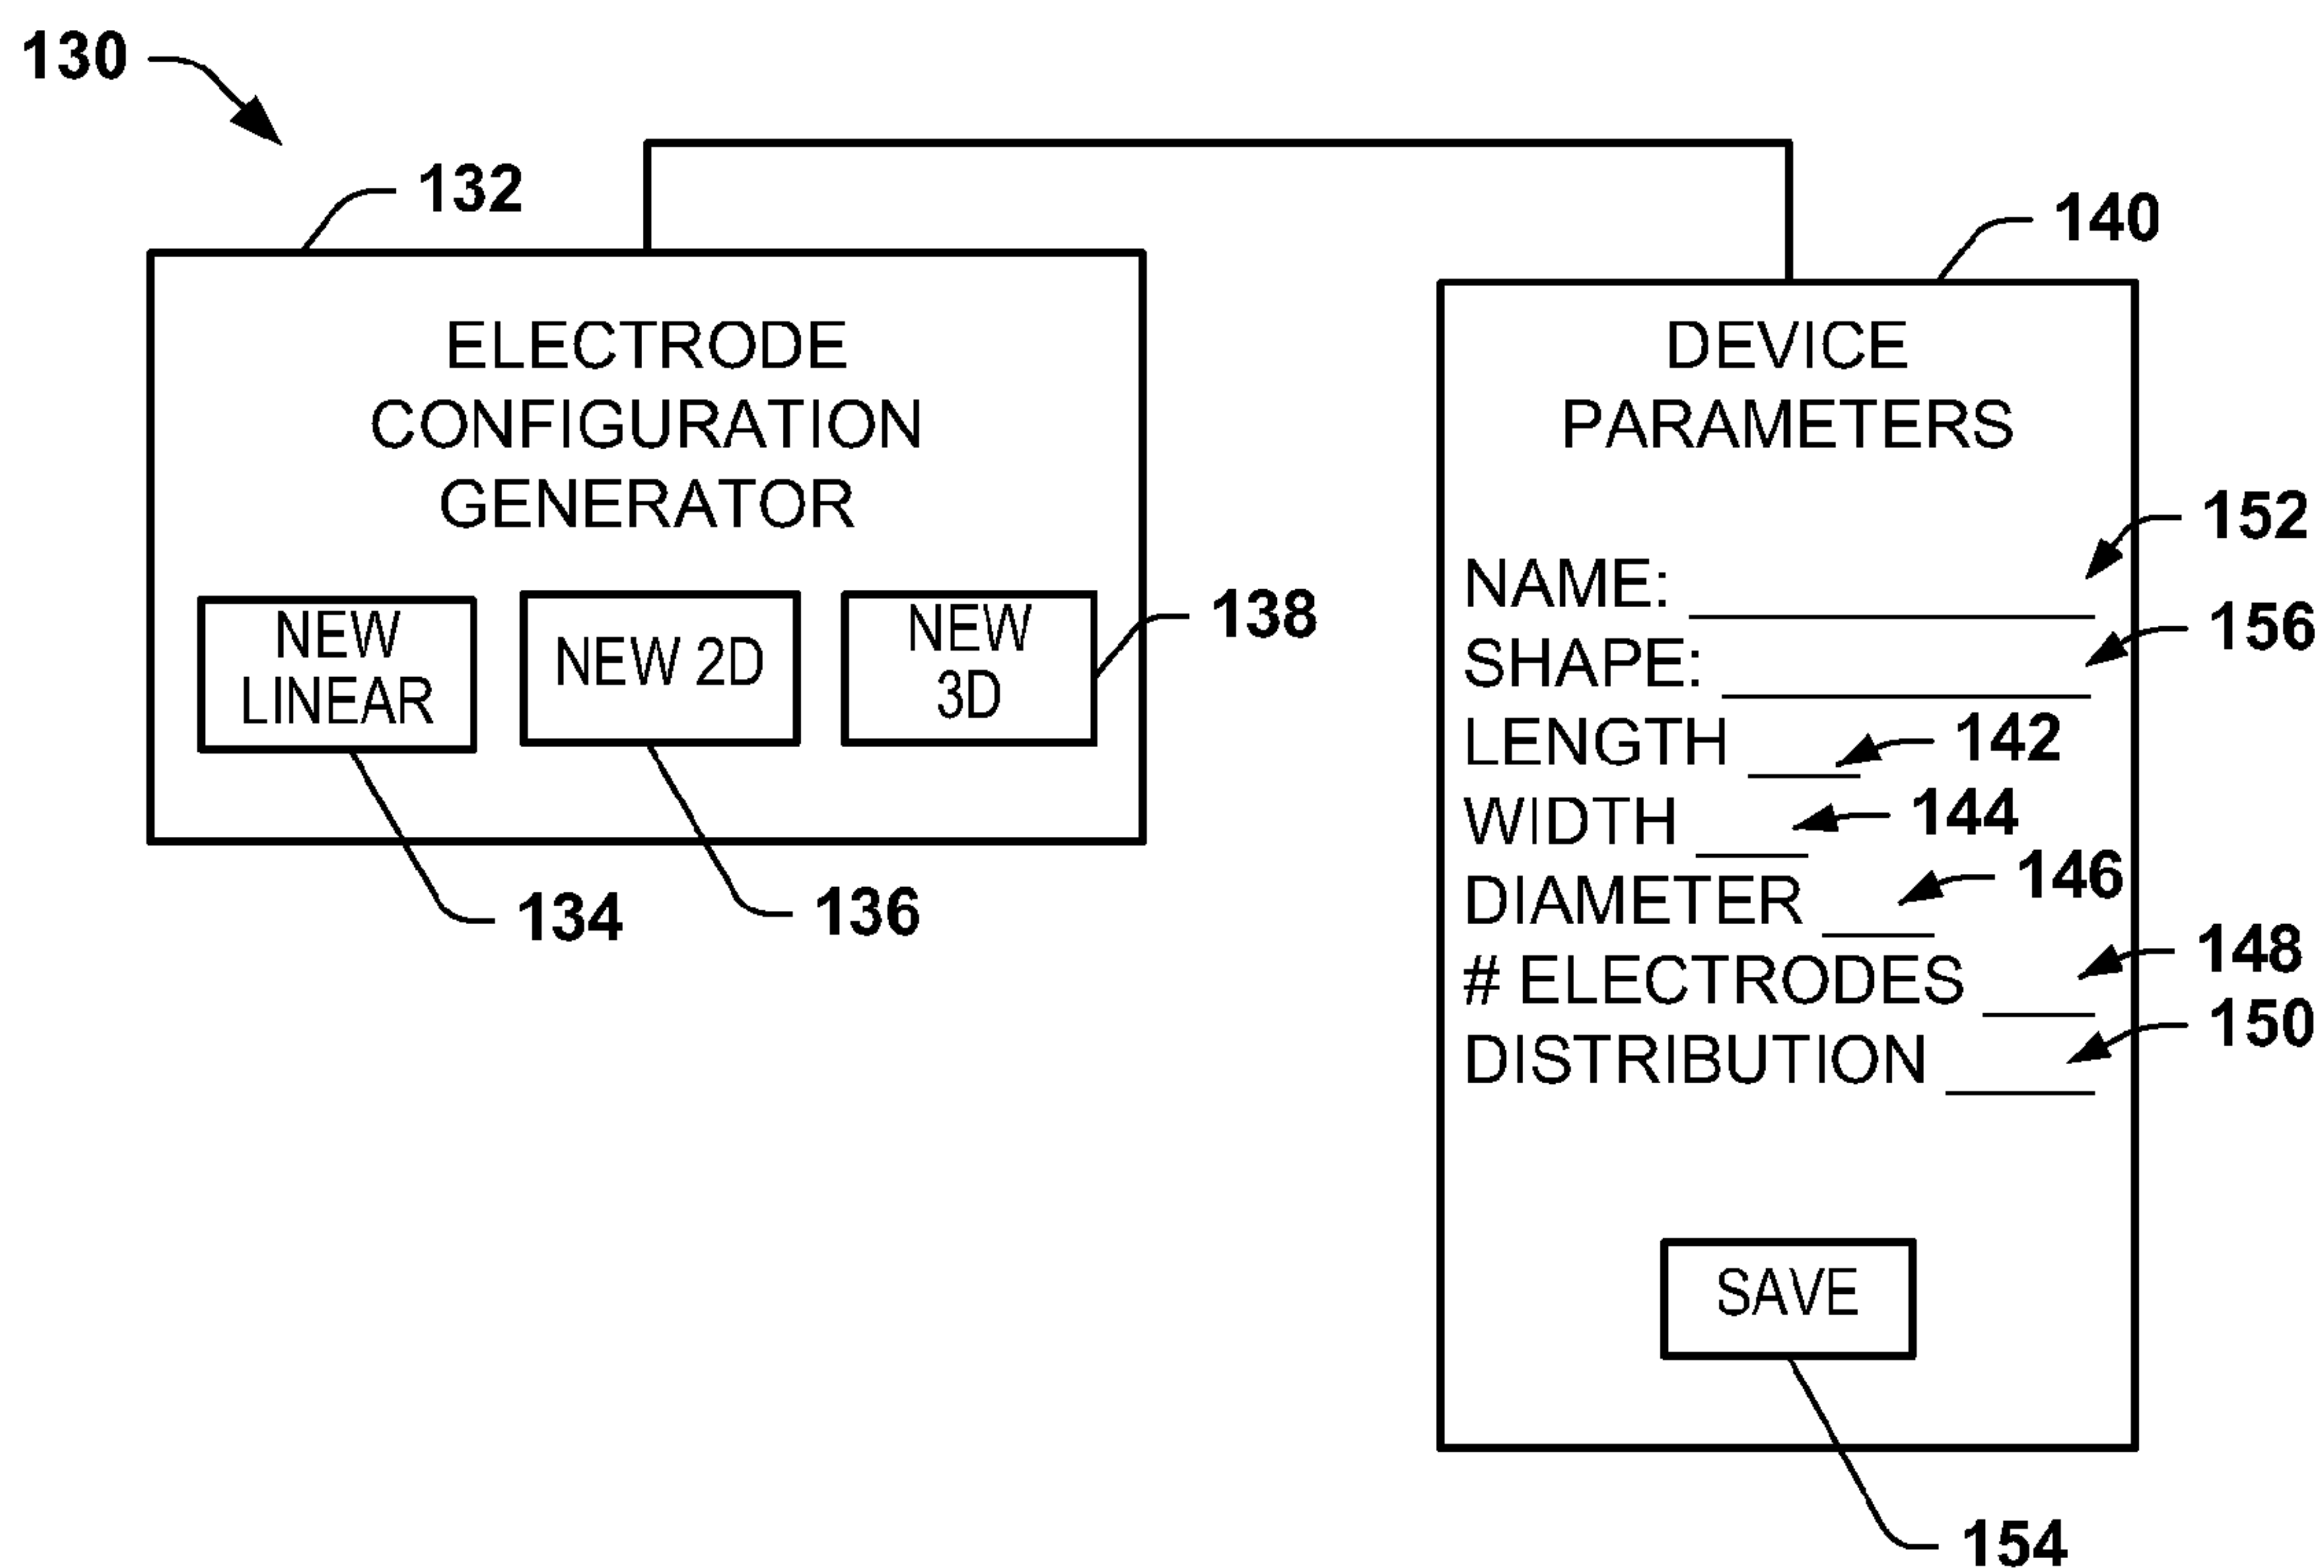 130
132
140
ELECTRODE
CONFIGURATION
GENERATOR
NEW
LINEAR
NEW 2D
NEW
3D
138
134
136
DEVICE
PARAMETERS
NAME: 152
SHAPE: 156
LENGTH 142
WIDTH 144
DIAMETER 146
# ELECTRODES 148
DISTRIBUTION 150
SAVE
154